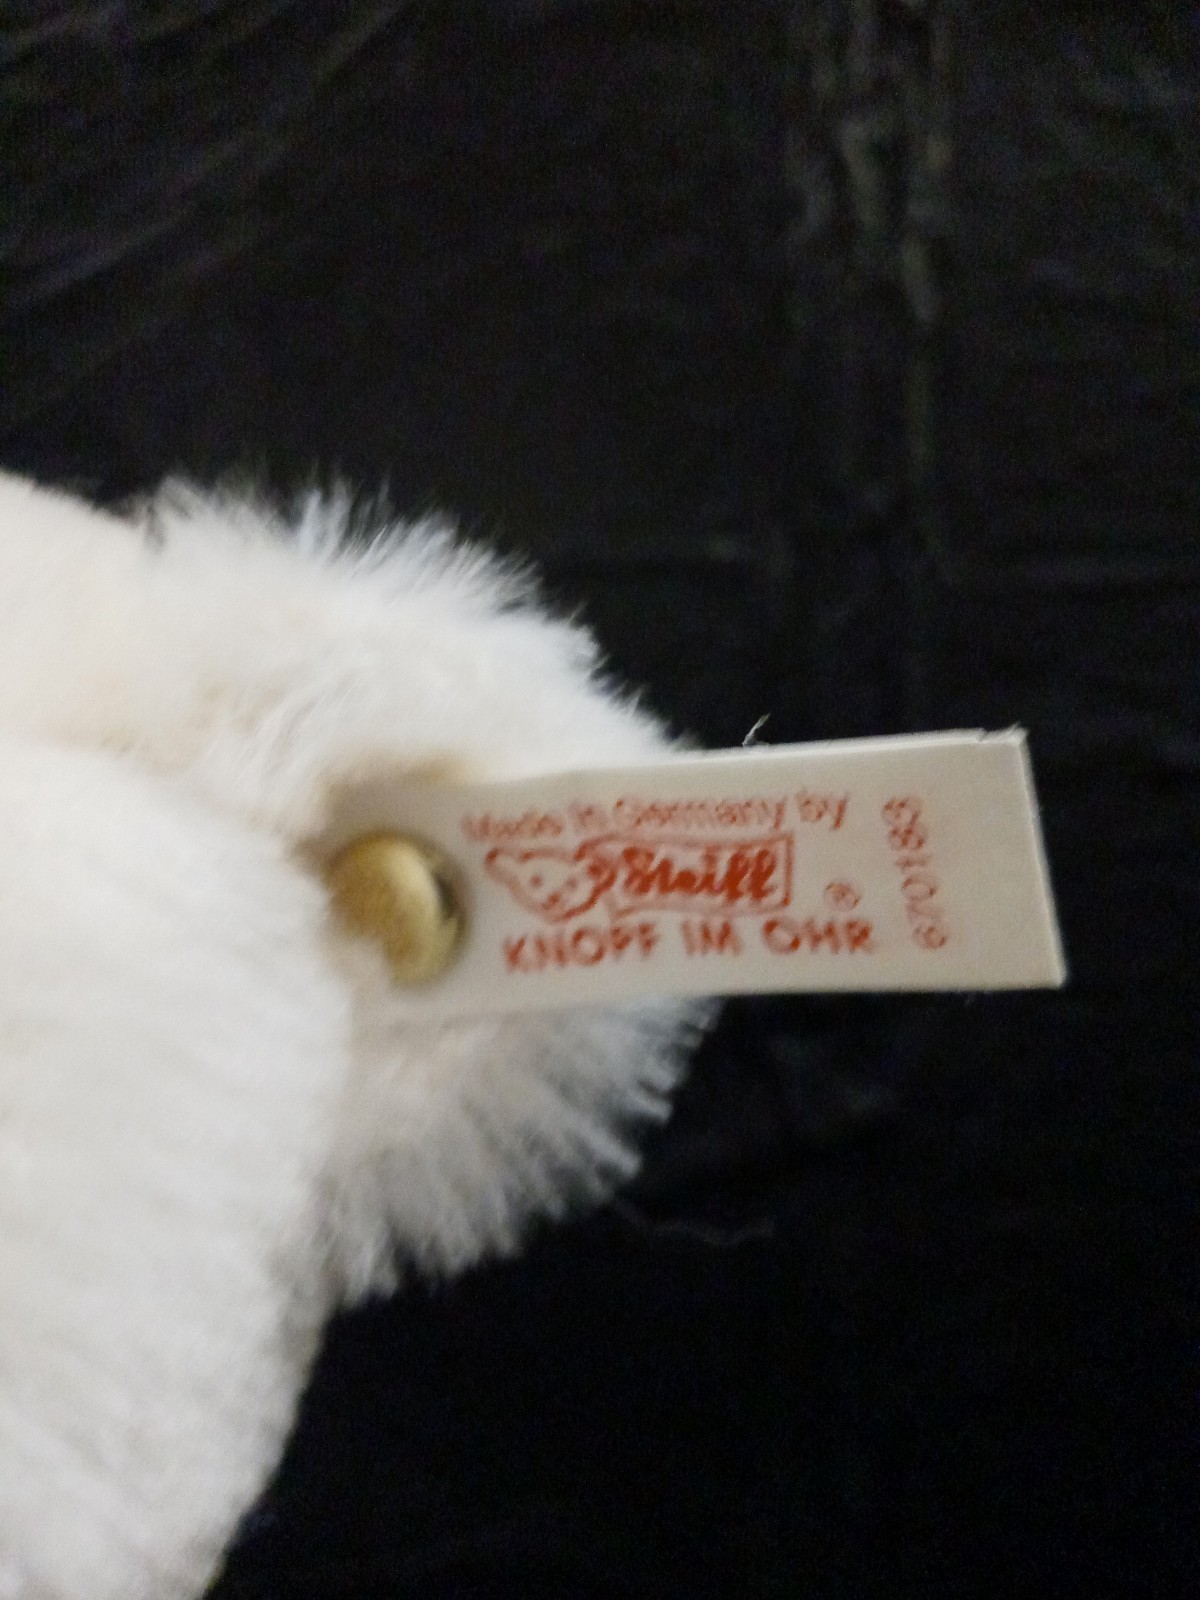 Made in Germany by
Steiff ®
KNOPF IM OHR